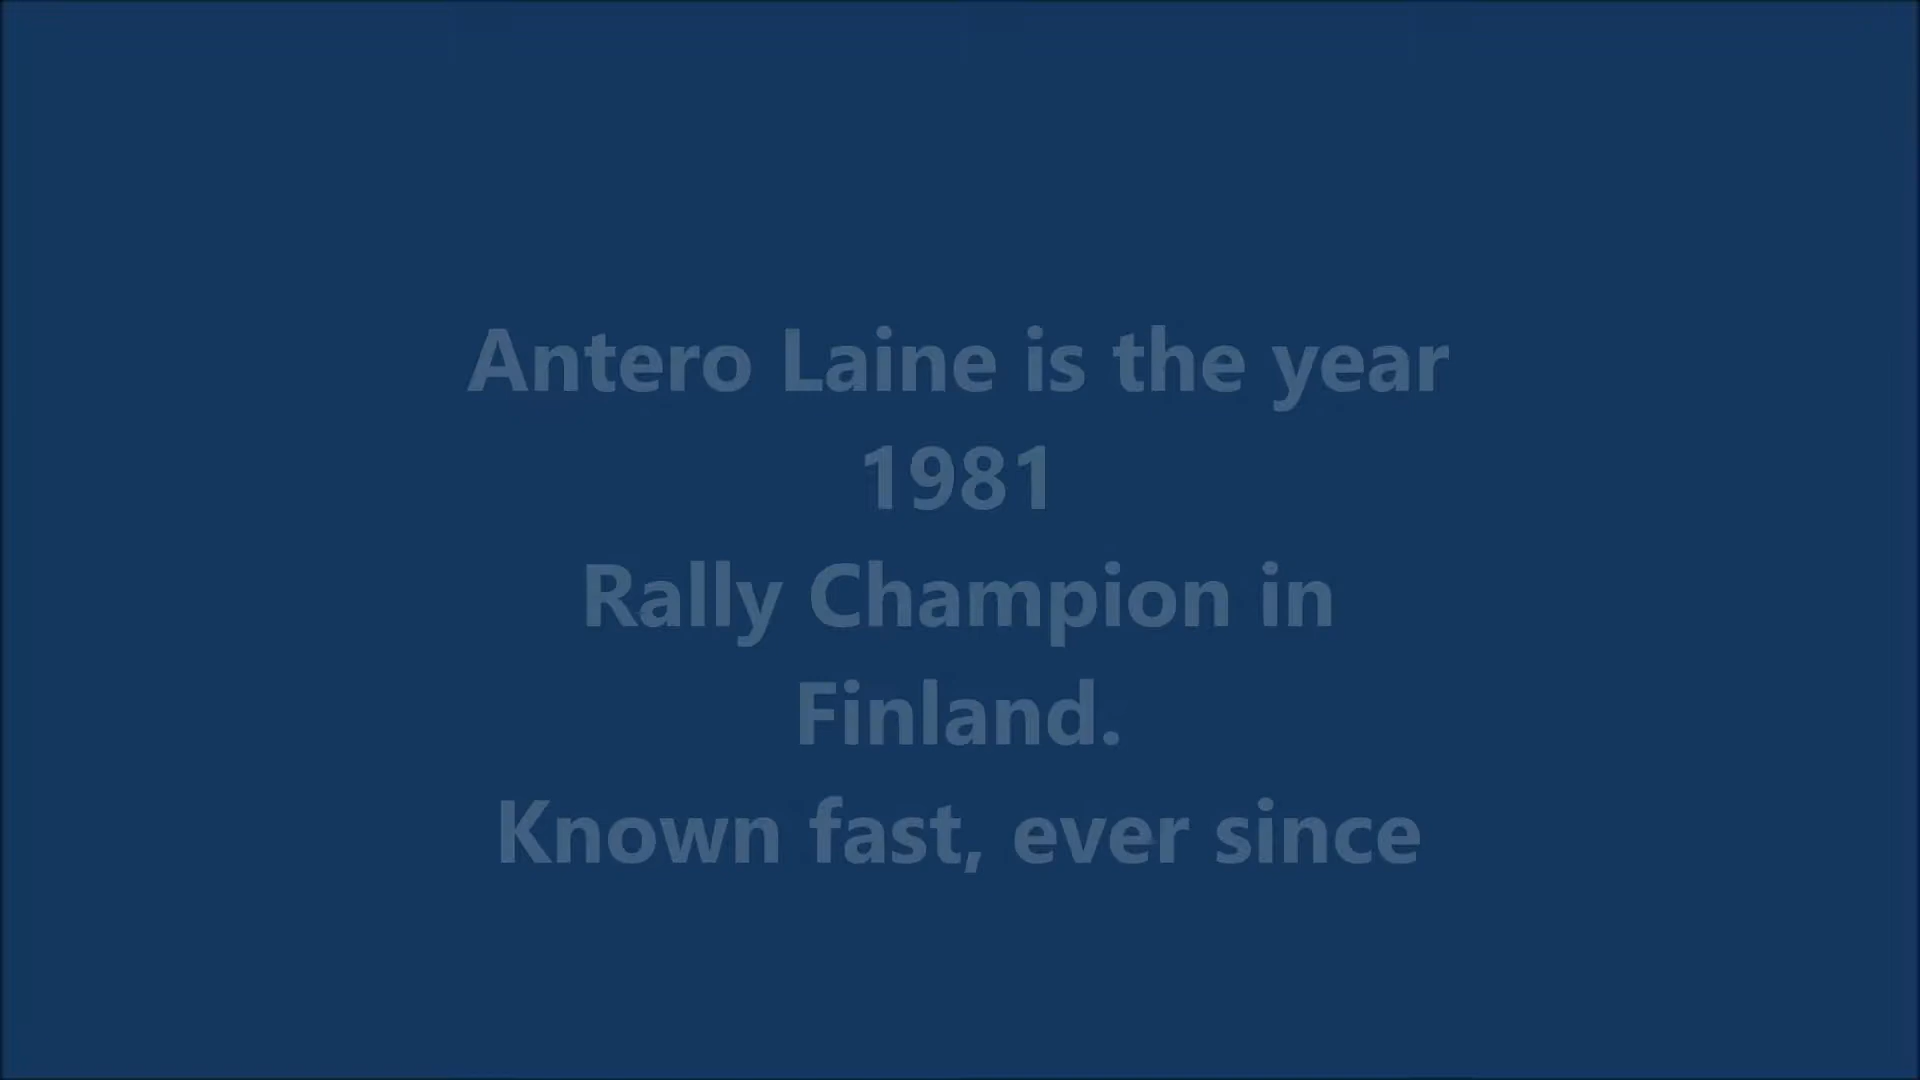 Antero Laine is the year
1981
Rally Champion in
Finland.
Known fast, ever since